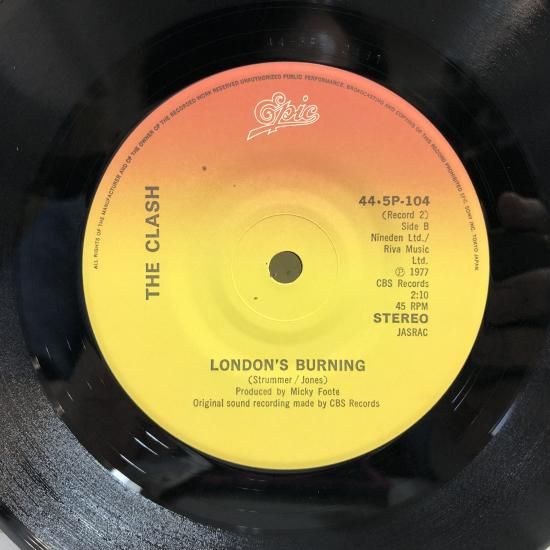 ALL RIGHTS OF THE MANUFACTURER AND OF THE OWNER OF THE RECORDED WORK RESERVED UNAUTHORIZED PUBLIC PERFORMANCE, BROADCASTING AND COPYING OF THIS RECORD PROHIBITED EPIC SONY INC. TOKYO JAPAN
Epic
THE CLASH
44・5P-104
(Record 2)
Side B
Nineden Ltd./
Riva Music
Ltd.
Ⓟ 1977
CBS Records
2:10
45 RPM
STEREO
JASRAC
LONDON'S BURNING
(Strummer/Jones)
Produced by Micky Foote
Original sound recording made by CBS Records